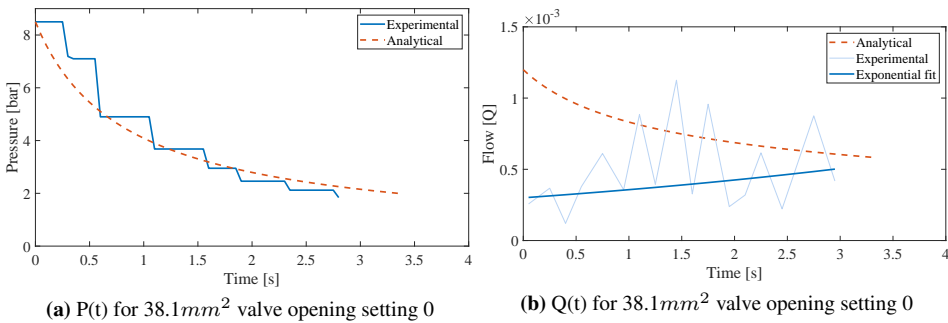 Pressure [bar]
8
6
4
2
0
0 0.5 1 1.5 2 2.5 3 3.5 4
Time [s]
Experimental
Analytical
(a) P(t) for 38.1mm² valve opening setting 0
×10⁻³
Flow [Q]
1.5
1
0.5
0
0 0.5 1 1.5 2 2.5 3 3.5 4
Time [s]
Analytical
Experimental
Exponential fit
(b) Q(t) for 38.1mm² valve opening setting 0